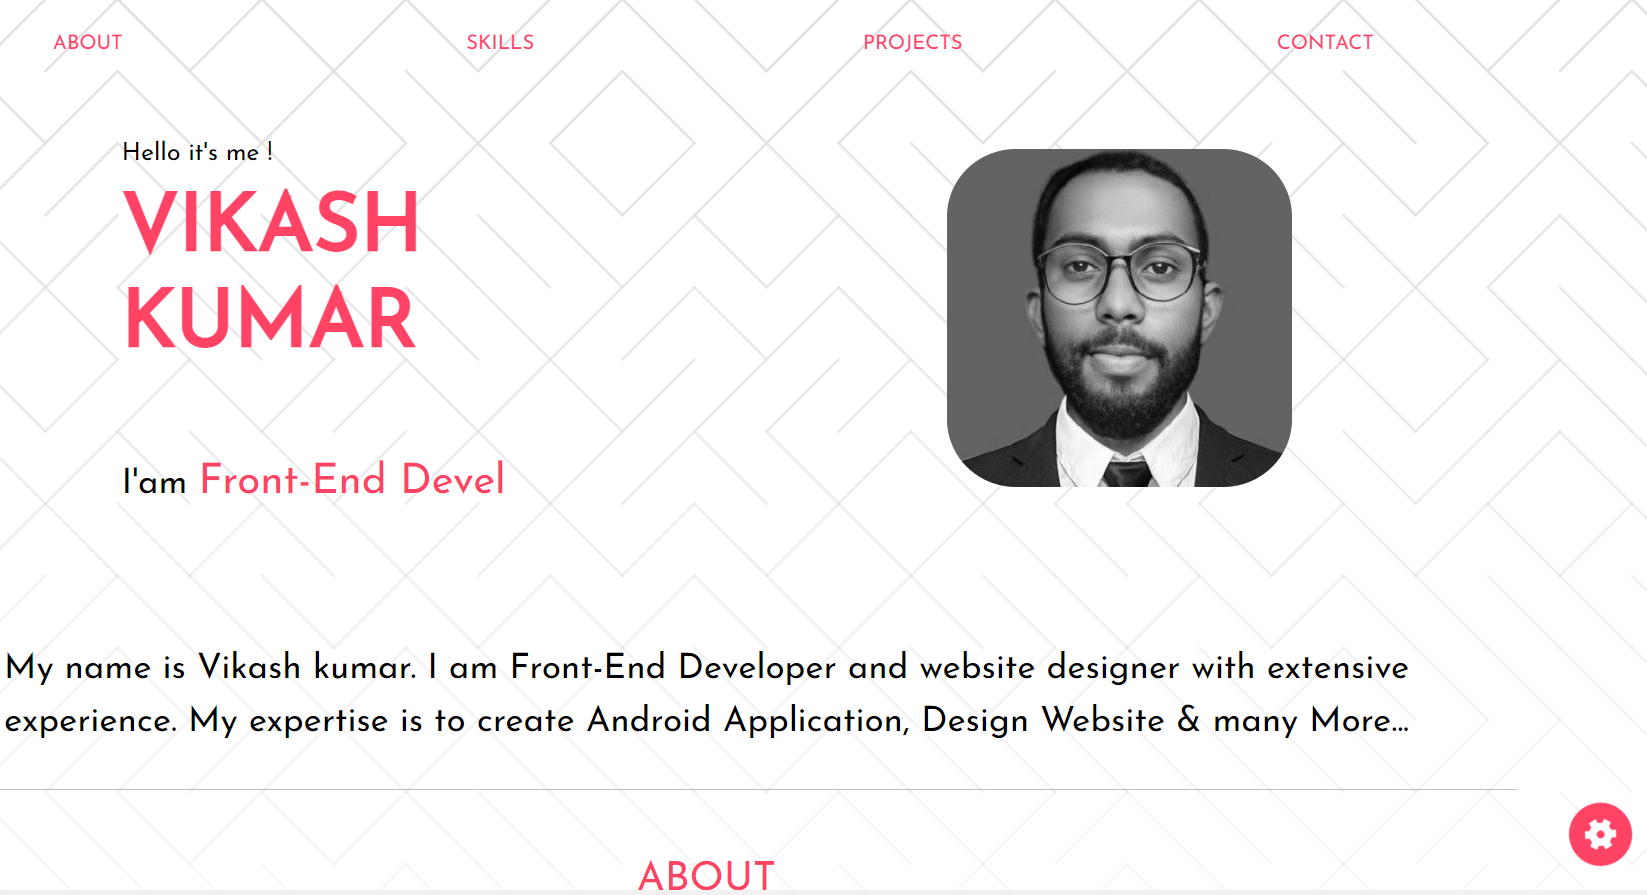 ABOUT SKILLS PROJECTS CONTACT
Hello it's me !
VIKASH
KUMAR
I'am Front-End Devel
My name is Vikash kumar. I am Front-End Developer and website designer with extensive
experience. My expertise is to create Android Application, Design Website & many More...
ABOUT